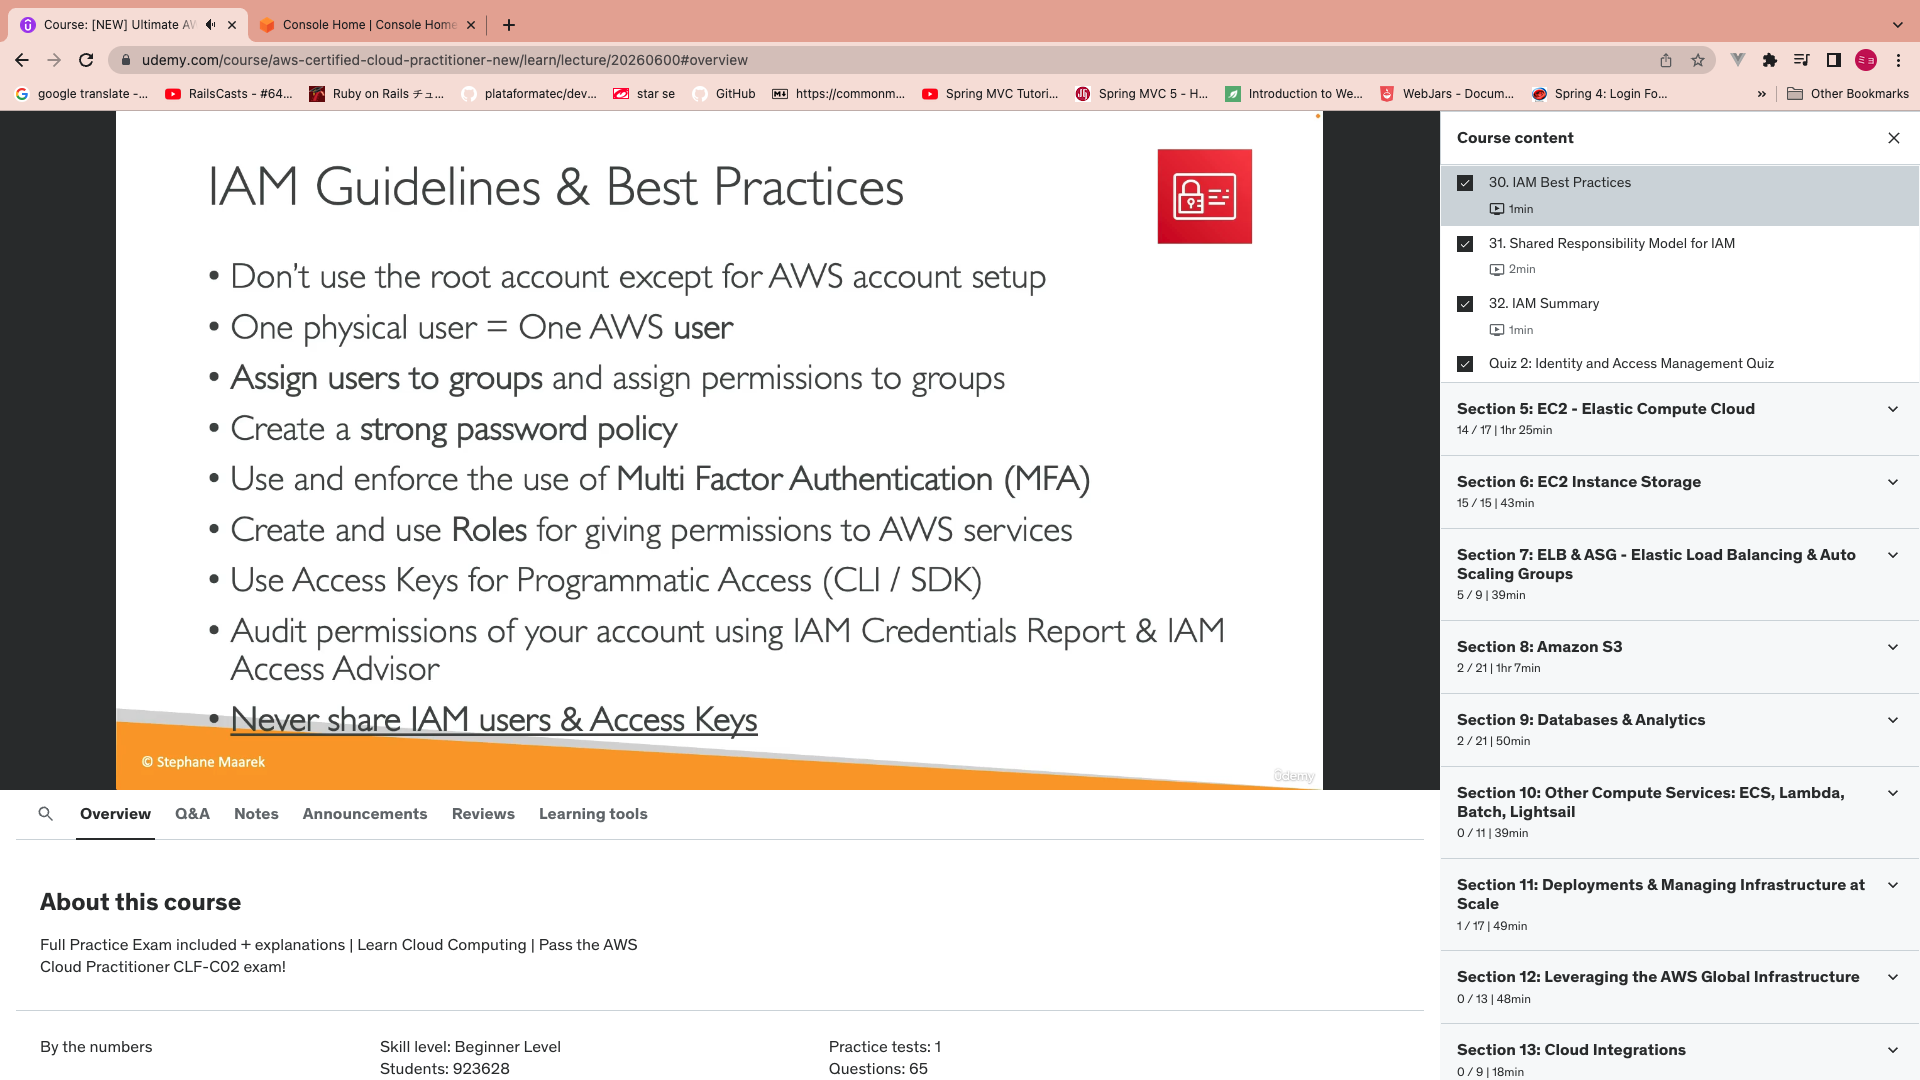 Course: [NEW] Ultimate AW
Console Home | Console Home
udemy.com/course/aws-certified-cloud-practitioner-new/learn/lecture/20260600#overview
google translate -...
RailsCasts - #64...
Ruby on Rails チュ...
plataformatec/dev...
star se
GitHub
https://commonm...
Spring MVC Tutori...
Spring MVC 5 - H...
Introduction to We...
WebJars - Docum...
Spring 4: Login Fo...
»
Other Bookmarks
IAM Guidelines & Best Practices
• Don't use the root account except for AWS account setup
• One physical user = One AWS user
• Assign users to groups and assign permissions to groups
• Create a strong password policy
• Use and enforce the use of Multi Factor Authentication (MFA)
• Create and use Roles for giving permissions to AWS services
• Use Access Keys for Programmatic Access (CLI / SDK)
• Audit permissions of your account using IAM Credentials Report & IAM
Access Advisor
• Never share IAM users & Access Keys
© Stephane Maarek
Udemy
Course content
30. IAM Best Practices
1min
31. Shared Responsibility Model for IAM
2min
32. IAM Summary
1min
Quiz 2: Identity and Access Management Quiz
Section 5: EC2 - Elastic Compute Cloud
14 / 17 | 1hr 25min
Section 6: EC2 Instance Storage
15 / 15 | 43min
Section 7: ELB & ASG - Elastic Load Balancing & Auto
Scaling Groups
5 / 9 | 39min
Section 8: Amazon S3
2 / 21 | 1hr 7min
Section 9: Databases & Analytics
2 / 21 | 50min
Section 10: Other Compute Services: ECS, Lambda,
Batch, Lightsail
0 / 11 | 39min
Section 11: Deployments & Managing Infrastructure at
Scale
1 / 17 | 49min
Section 12: Leveraging the AWS Global Infrastructure
0 / 13 | 48min
Section 13: Cloud Integrations
0 / 9 | 18min
Overview
Q&A
Notes
Announcements
Reviews
Learning tools
About this course
Full Practice Exam included + explanations | Learn Cloud Computing | Pass the AWS
Cloud Practitioner CLF-C02 exam!
By the numbers
Skill level: Beginner Level
Students: 923628
Practice tests: 1
Questions: 65